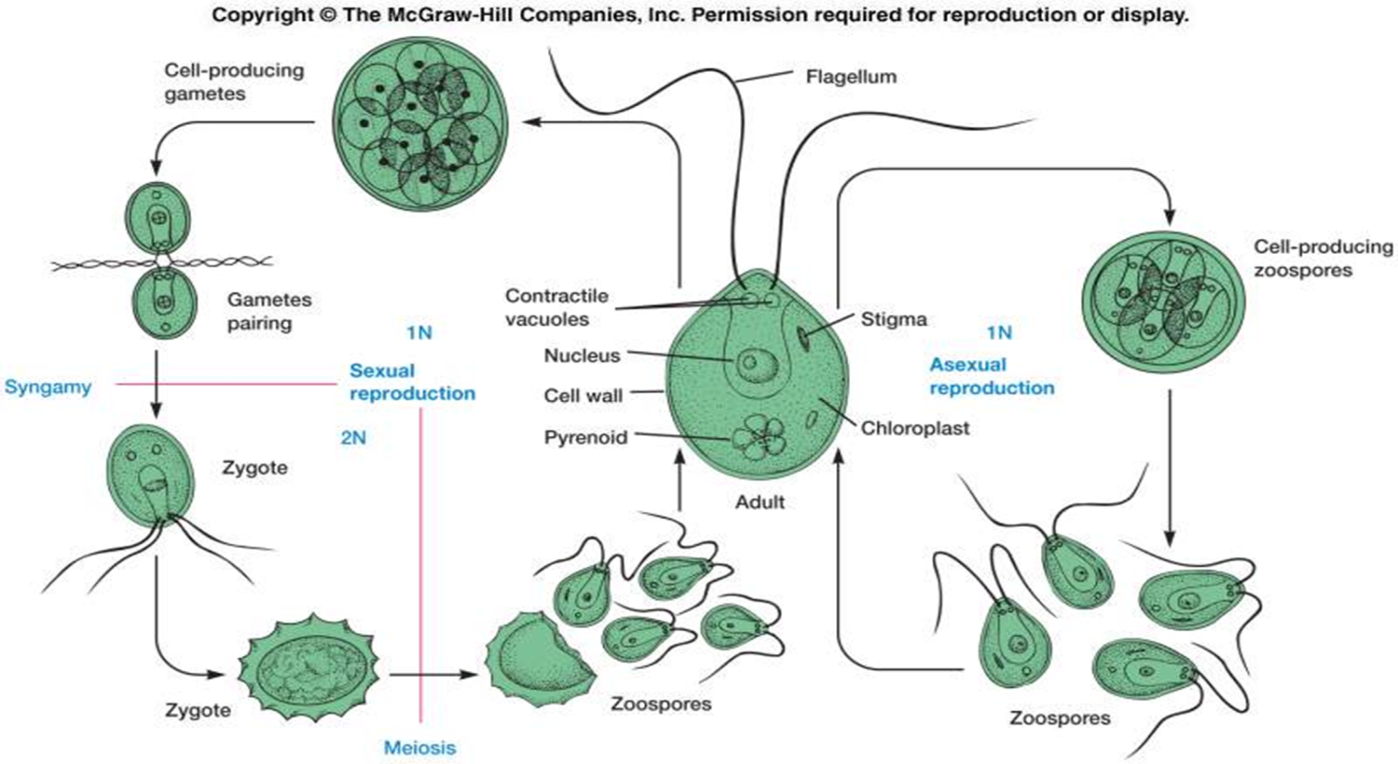 Copyright © The McGraw-Hill Companies, Inc. Permission required for reproduction or display.
Cell-producing
gametes
Flagellum
Cell-producing
zoospores
Gametes
pairing
Contractile
vacuoles
Stigma
1N
1N
Nucleus
Syngamy
Sexual
reproduction
Asexual
reproduction
Cell wall
2N
Pyrenoid
Chloroplast
Zygote
Adult
Zygote
Zoospores
Zoospores
Meiosis